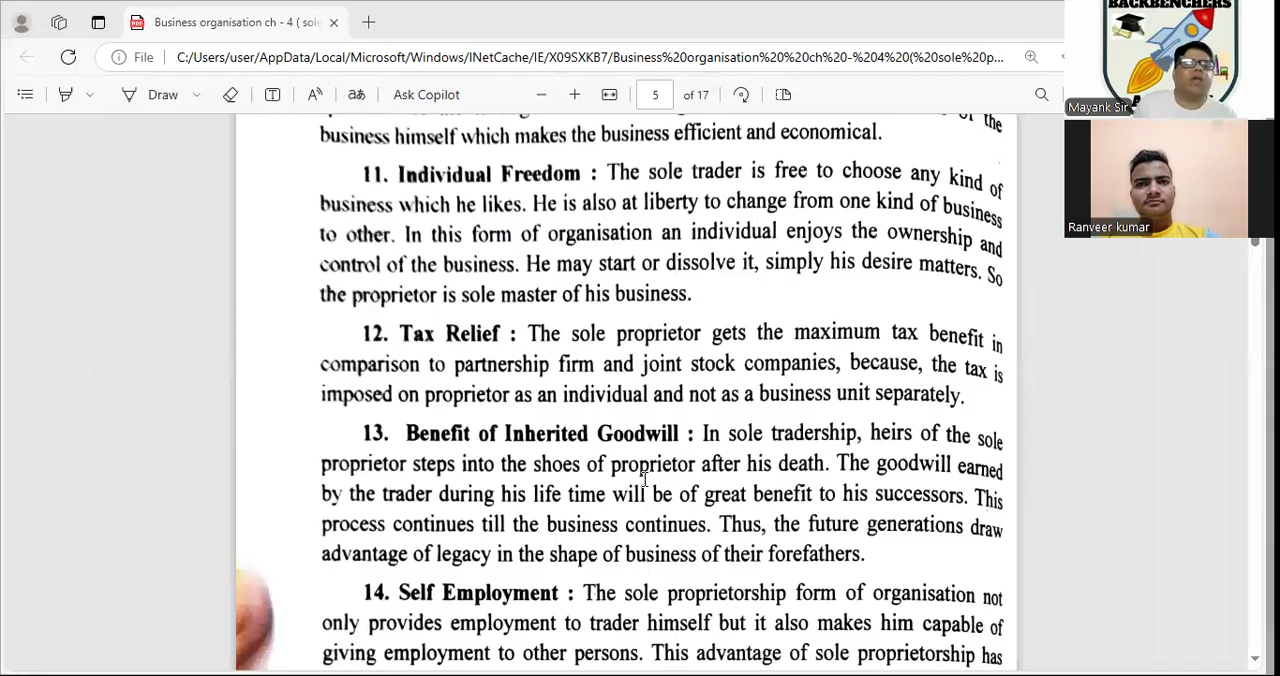 Business organisation ch - 4 ( sole
File
C:/Users/user/AppData/Local/Microsoft/Windows/INetCache/IE/X09SXKB7/Business%20organisation%20%20ch%20-%204%20(%20sole%20p...
Draw
Ask Copilot
5 of 17
BACKBENCHERS
Mayank Sir
Ranveer kumar
of the
business himself which makes the business efficient and economical.
11. Individual Freedom : The sole trader is free to choose any kind of
business which he likes. He is also at liberty to change from one kind of business
to other. In this form of organisation an individual enjoys the ownership and
control of the business. He may start or dissolve it, simply his desire matters. So
the proprietor is sole master of his business.
12. Tax Relief : The sole proprietor gets the maximum tax benefit in
comparison to partnership firm and joint stock companies, because, the tax is
imposed on proprietor as an individual and not as a business unit separately.
13. Benefit of Inherited Goodwill : In sole tradership, heirs of the sole
proprietor steps into the shoes of proprietor after his death. The goodwill earned
by the trader during his life time will be of great benefit to his successors. This
process continues till the business continues. Thus, the future generations draw
advantage of legacy in the shape of business of their forefathers.
14. Self Employment : The sole proprietorship form of organisation not
only provides employment to trader himself but it also makes him capable of
giving employment to other persons. This advantage of sole proprietorship has